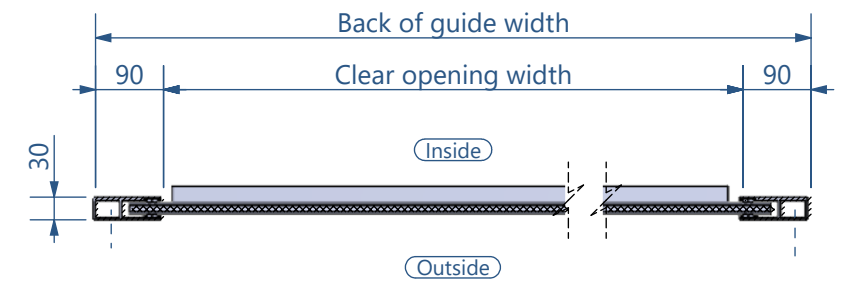 Back of guide width
90 Clear opening width 90
30
Inside
Outside